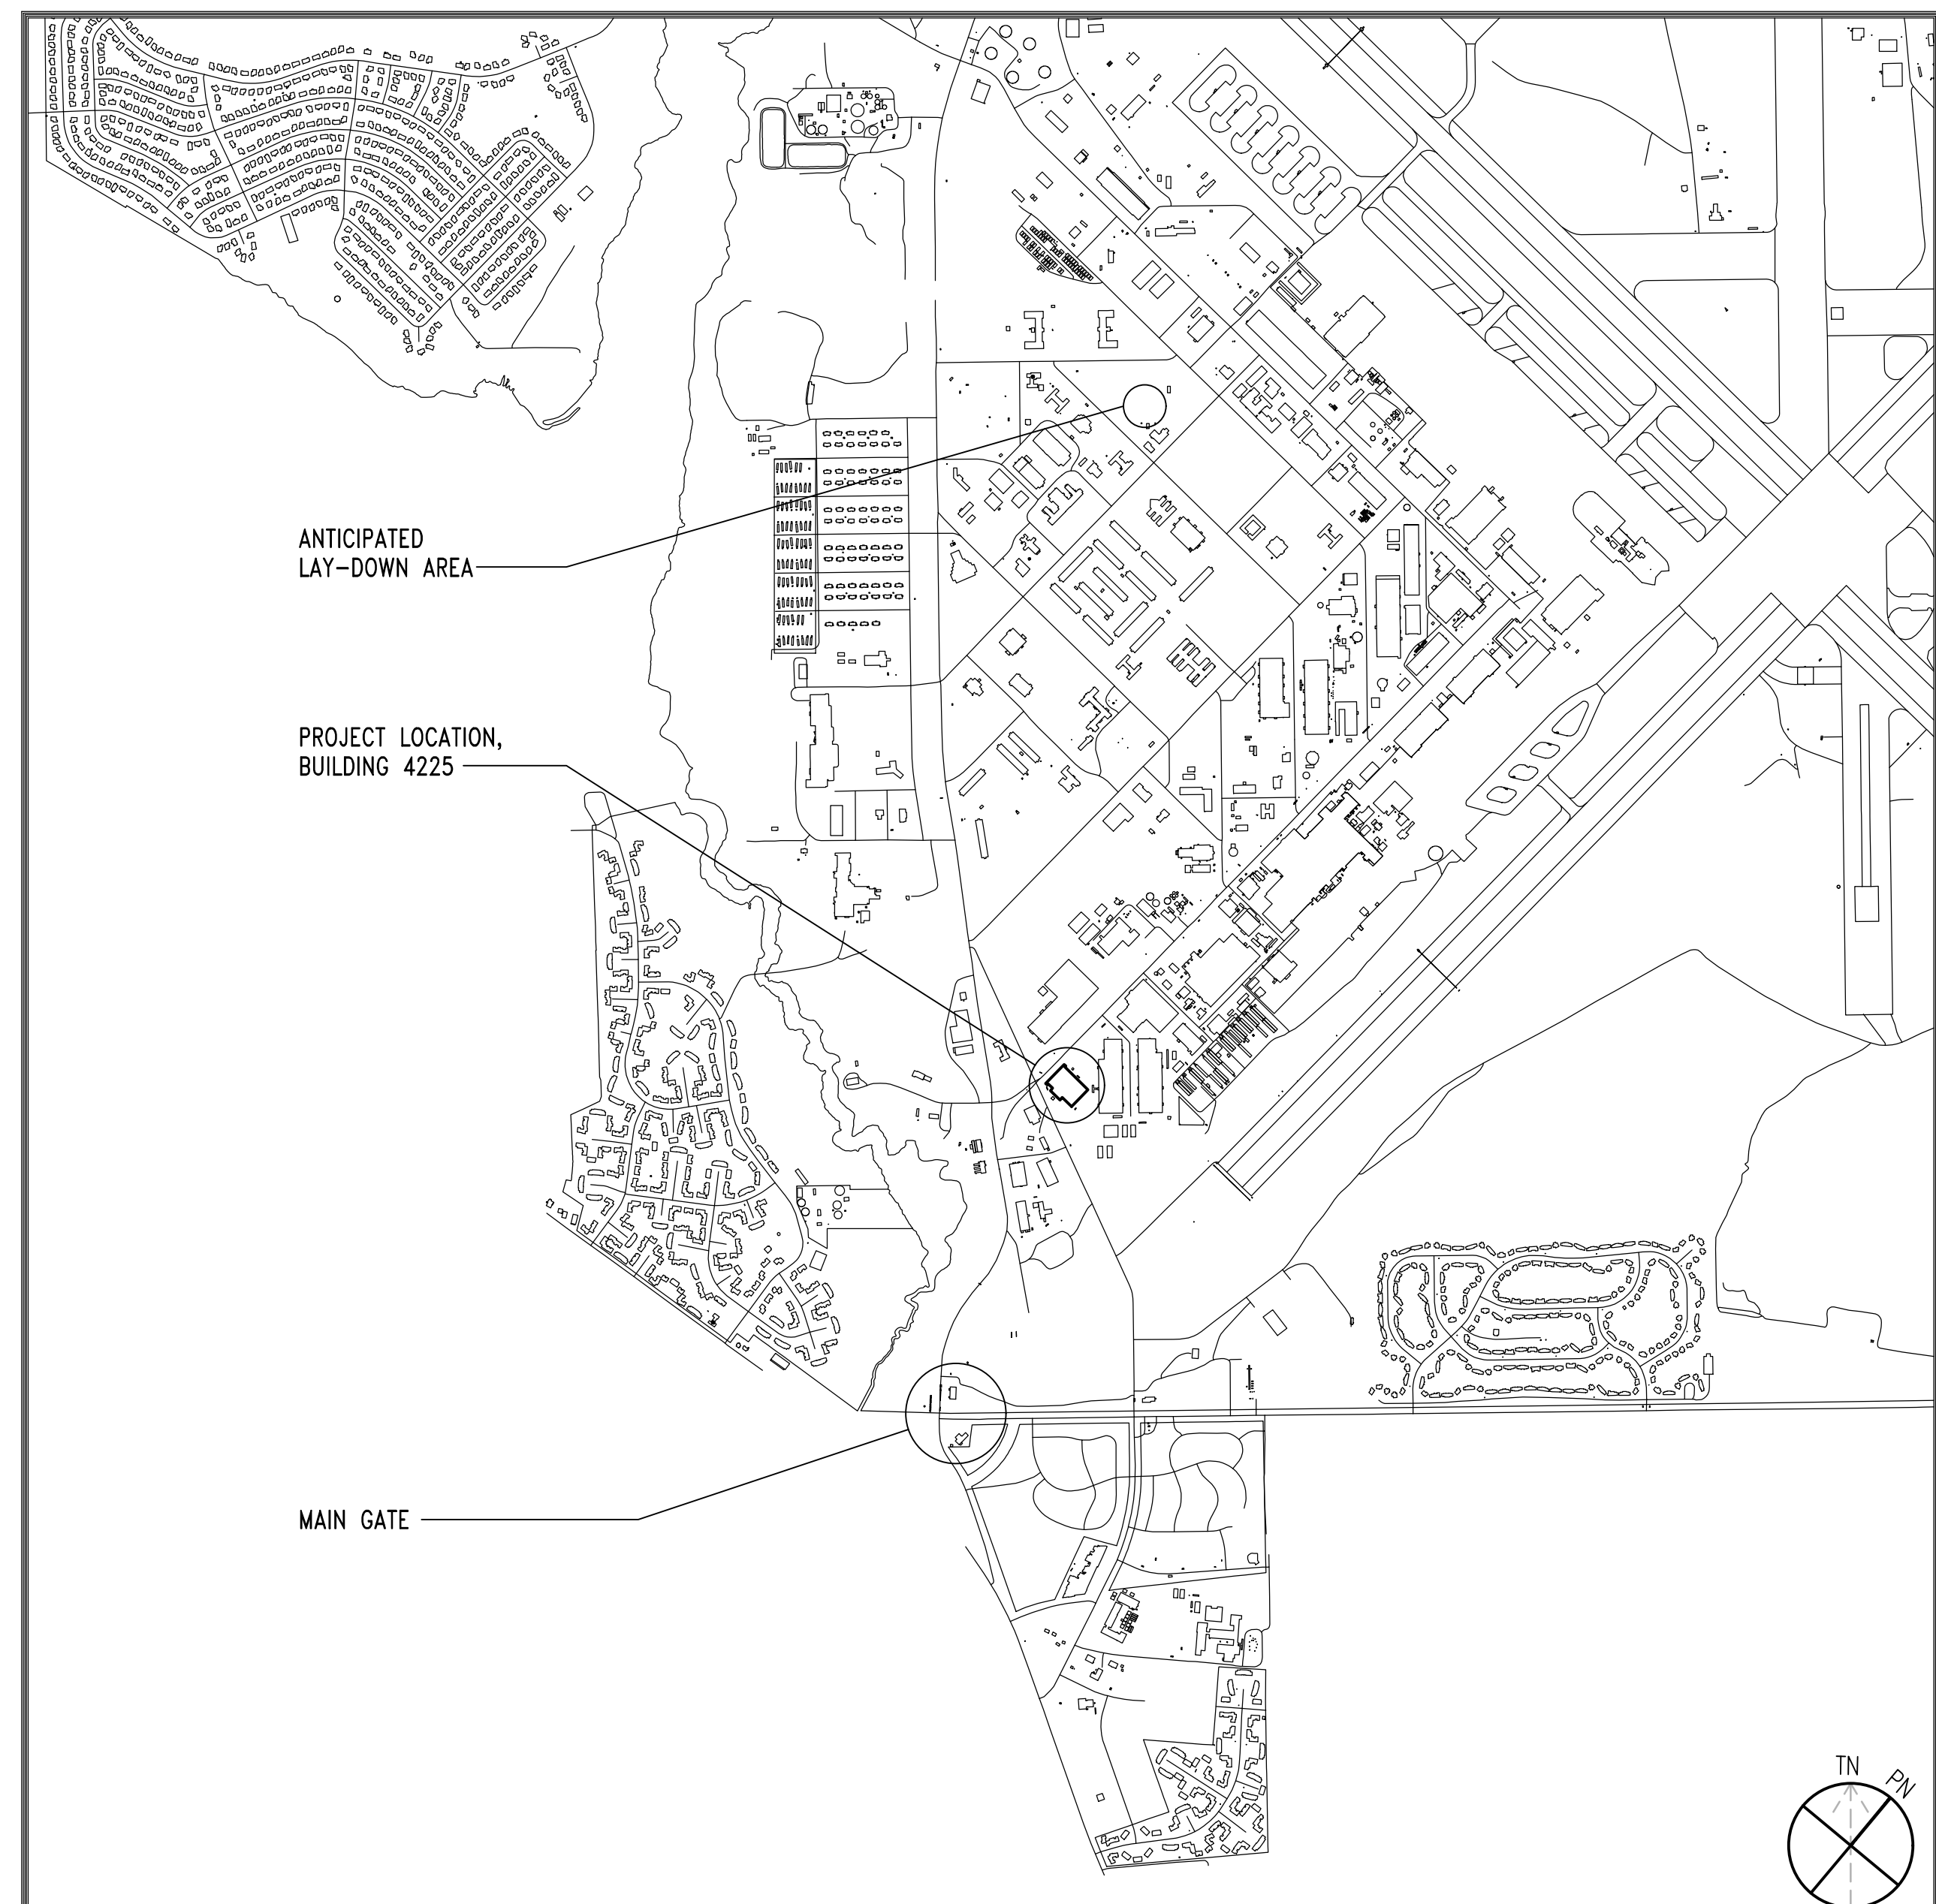 ANTICIPATED
LAY-DOWN AREA
PROJECT LOCATION,
BUILDING 4225
MAIN GATE
TN
PN